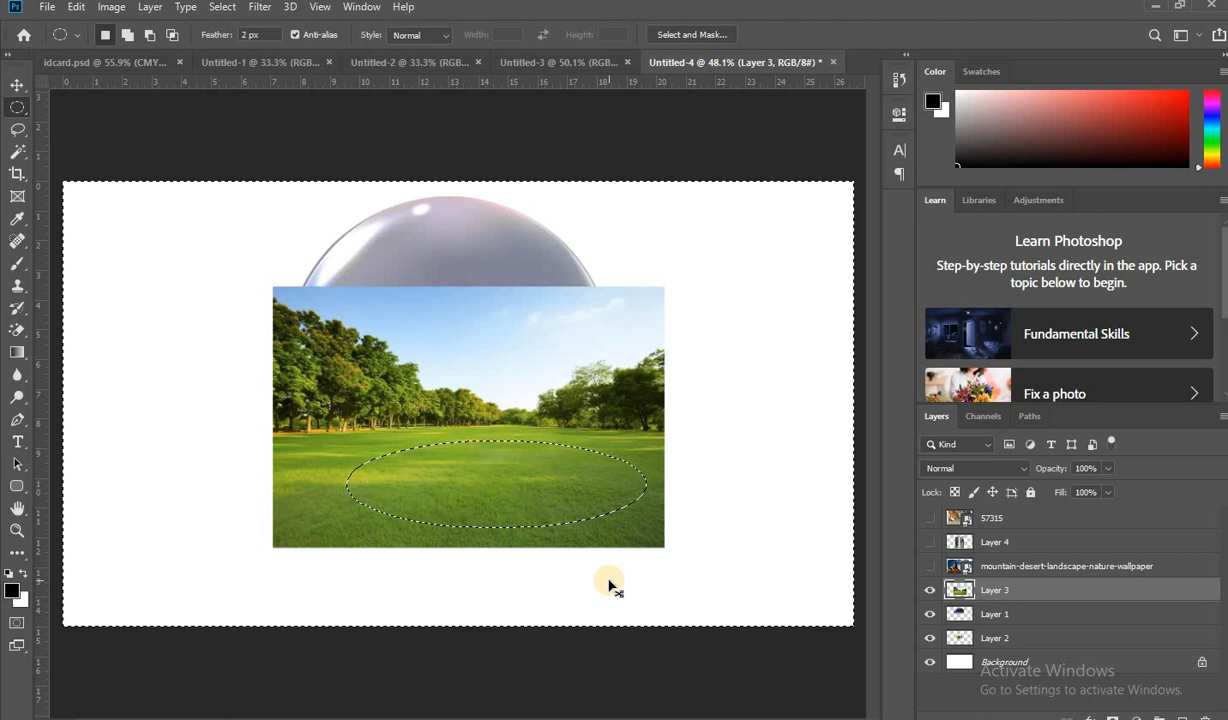 Ps File Edit Image Layer Type Select Filter 3D View Window Help
Feather: 2 px Anti-alias Style: Normal Width: Height: Select and Mask...
idcard.psd @ 55.9% (CMY... × Untitled-1 @ 33.3% (RGB... × Untitled-2 @ 33.3% (RGB... × Untitled-3 @ 50.1% (RGB... × Untitled-4 @ 48.1% (Layer 3, RGB/8#) * ×
Color Swatches
Learn Libraries Adjustments
Learn Photoshop
Step-by-step tutorials directly in the app. Pick a
topic below to begin.
Fundamental Skills
Fix a photo
Layers Channels Paths
Kind
Normal Opacity: 100%
Lock: Fill: 100%
57315
Layer 4
mountain-desert-landscape-nature-wallpaper
Layer 3
Layer 1
Layer 2
Background
Activate Windows
Go to Settings to activate Windows.